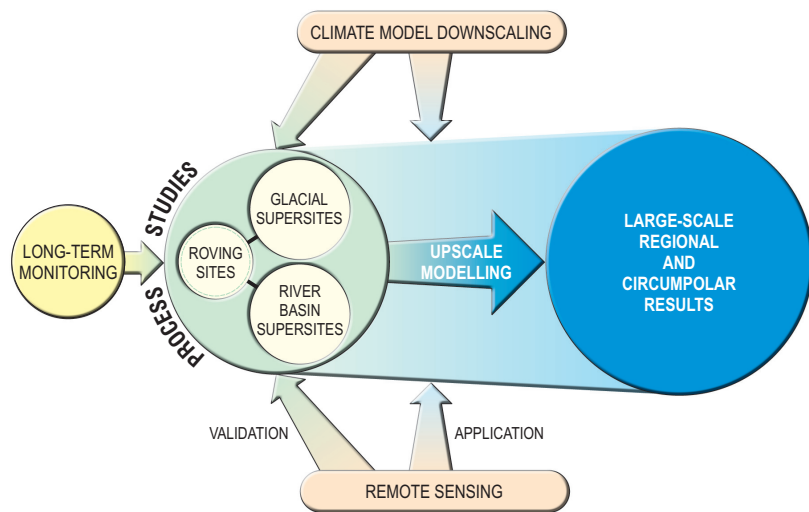 CLIMATE MODEL DOWNSCALING
PROCESS STUDIES
GLACIAL
SUPERSITES
LONG-TERM
MONITORING
ROVING
SITES
RIVER
BASIN
SUPERSITES
UPSCALE
MODELLING
LARGE-SCALE
REGIONAL
AND
CIRCUMPOLAR
RESULTS
VALIDATION
APPLICATION
REMOTE SENSING